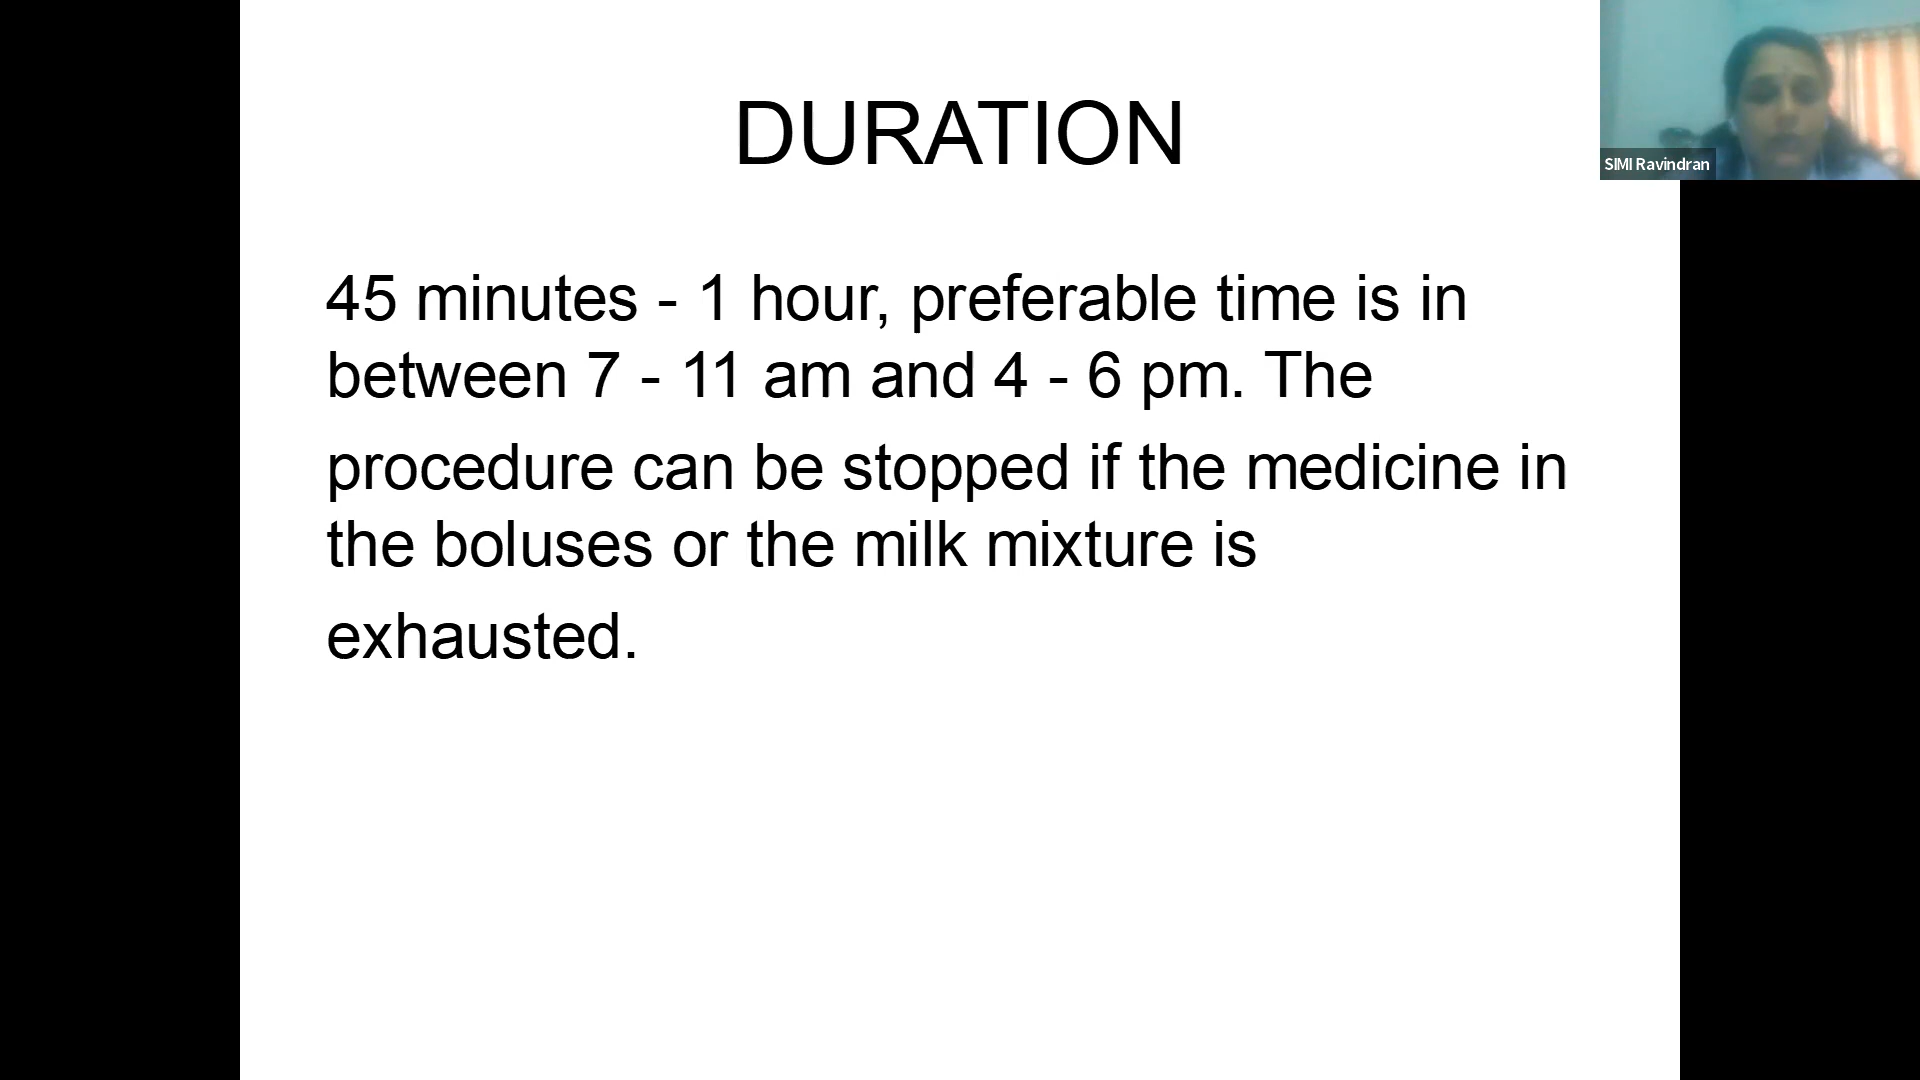 DURATION
45 minutes - 1 hour, preferable time is in
between 7 - 11 am and 4 - 6 pm. The
procedure can be stopped if the medicine in
the boluses or the milk mixture is
exhausted.
SIMI Ravindran